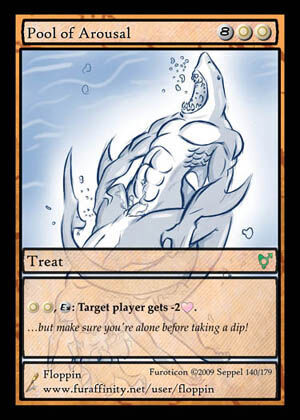 Pool of Arousal 8
Treat
: Target player gets -2 .
...but make sure you're alone before taking a dip!
Floppin
Furoticon ©2009 Seppel 140/179
www.furaffinity.net/user/floppin